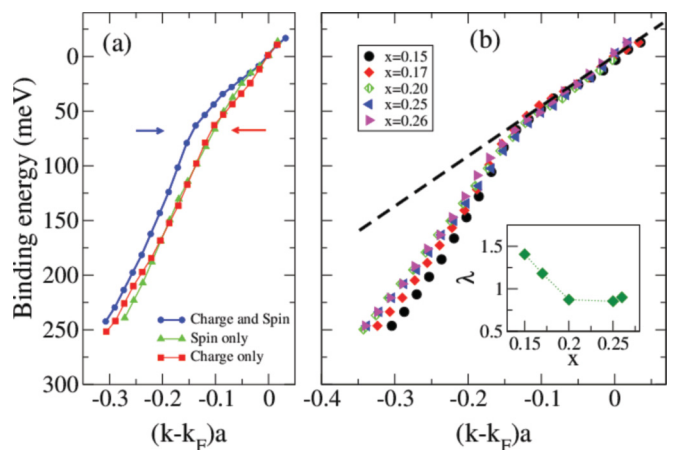 (a)
(b)
0
50
100
150
200
250
300
Binding energy (meV)
Charge and Spin
Spin only
Charge only
-0.3
-0.2
-0.1
0
(k-k_F)a
x=0.15
x=0.17
x=0.20
x=0.25
x=0.26
1.5
1
0.5
λ
0.15
0.2
0.25
x
-0.4
-0.3
-0.2
-0.1
0
(k-k_F)a